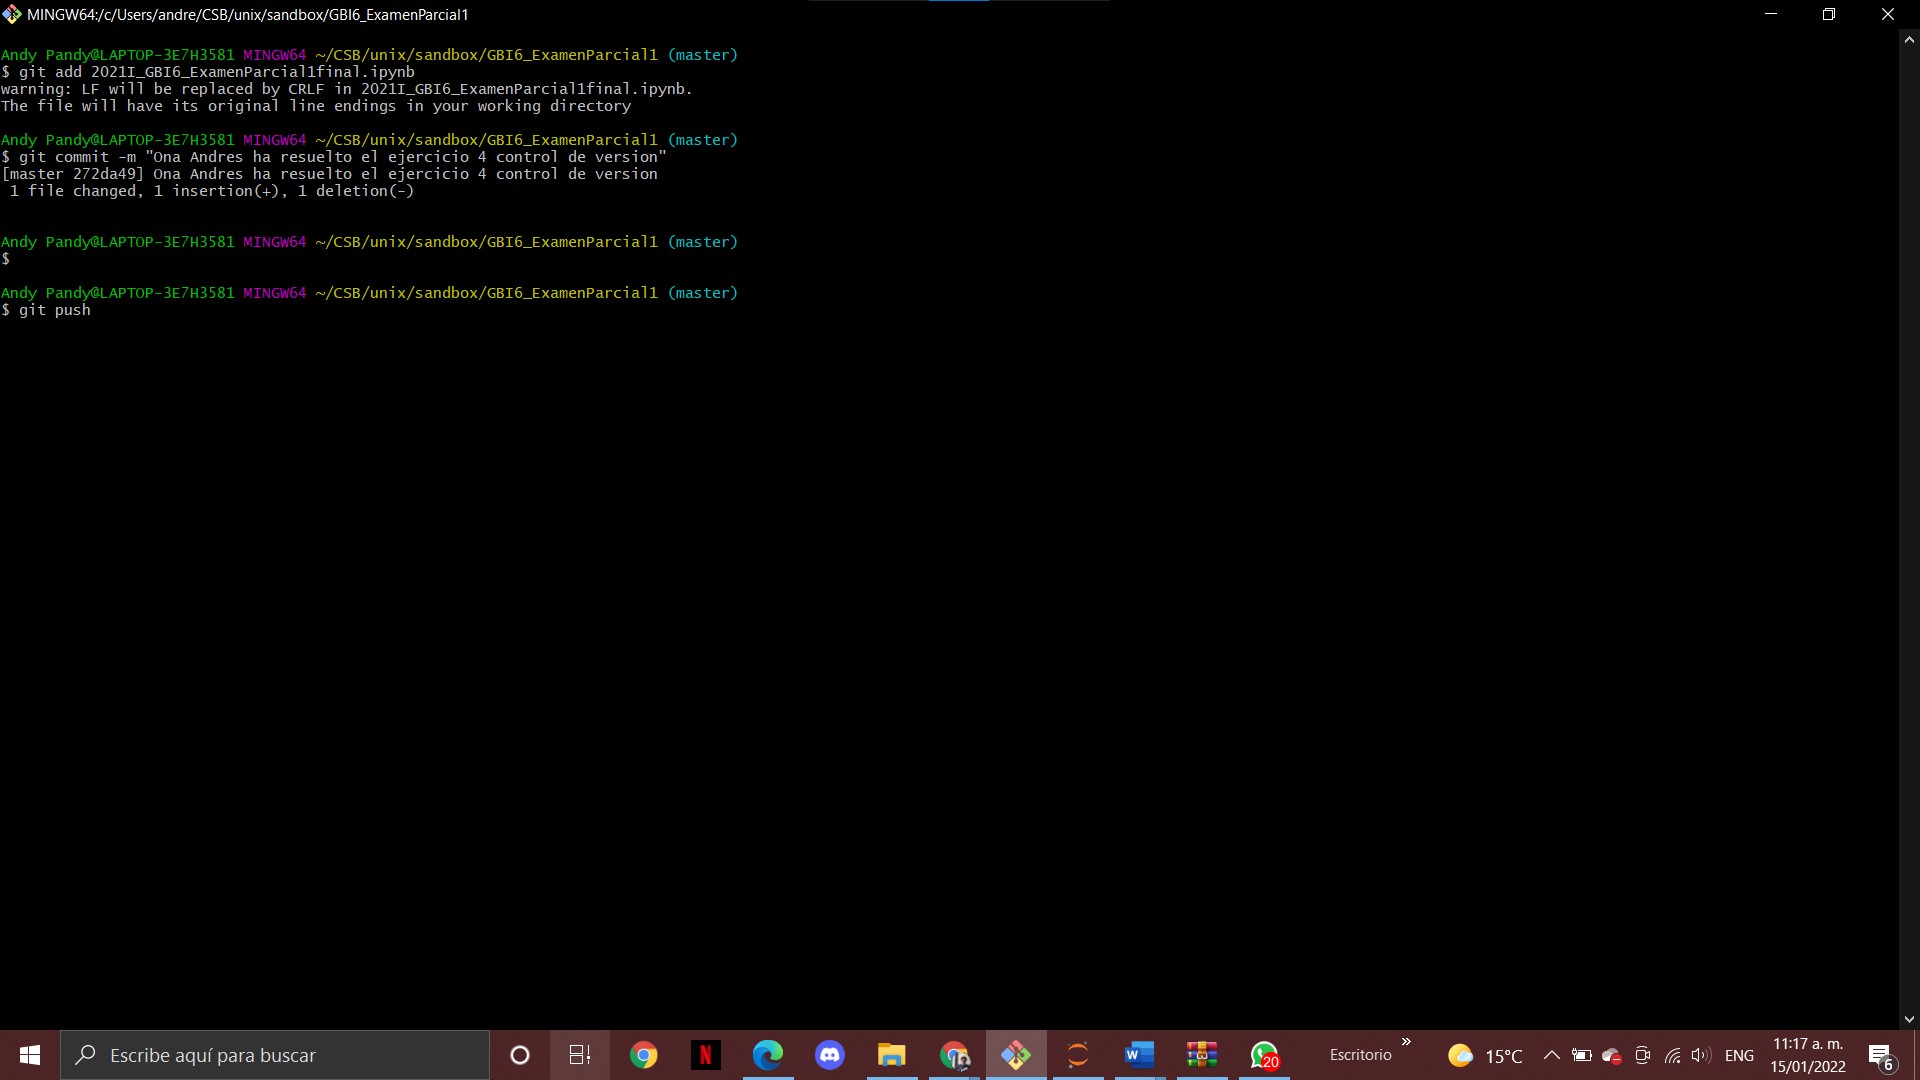 MINGW64:/c/Users/andre/CSB/unix/sandbox/GBI6_ExamenParcial1
Andy Pandy@LAPTOP-3E7H3581 MINGW64 ~/CSB/unix/sandbox/GBI6_ExamenParcial1 (master)
$ git add 2021I_GBI6_ExamenParcial1final.ipynb
warning: LF will be replaced by CRLF in 2021I_GBI6_ExamenParcial1final.ipynb.
The file will have its original line endings in your working directory
Andy Pandy@LAPTOP-3E7H3581 MINGW64 ~/CSB/unix/sandbox/GBI6_ExamenParcial1 (master)
$ git commit -m "Ona Andres ha resuelto el ejercicio 4 control de version"
[master 272da49] Ona Andres ha resuelto el ejercicio 4 control de version
1 file changed, 1 insertion(+), 1 deletion(-)
Andy Pandy@LAPTOP-3E7H3581 MINGW64 ~/CSB/unix/sandbox/GBI6_ExamenParcial1 (master)
$
Andy Pandy@LAPTOP-3E7H3581 MINGW64 ~/CSB/unix/sandbox/GBI6_ExamenParcial1 (master)
$ git push
Escribe aquí para buscar
N
W
20
Escritorio
»
15°C
ENG
11:17 a. m.
15/01/2022
6